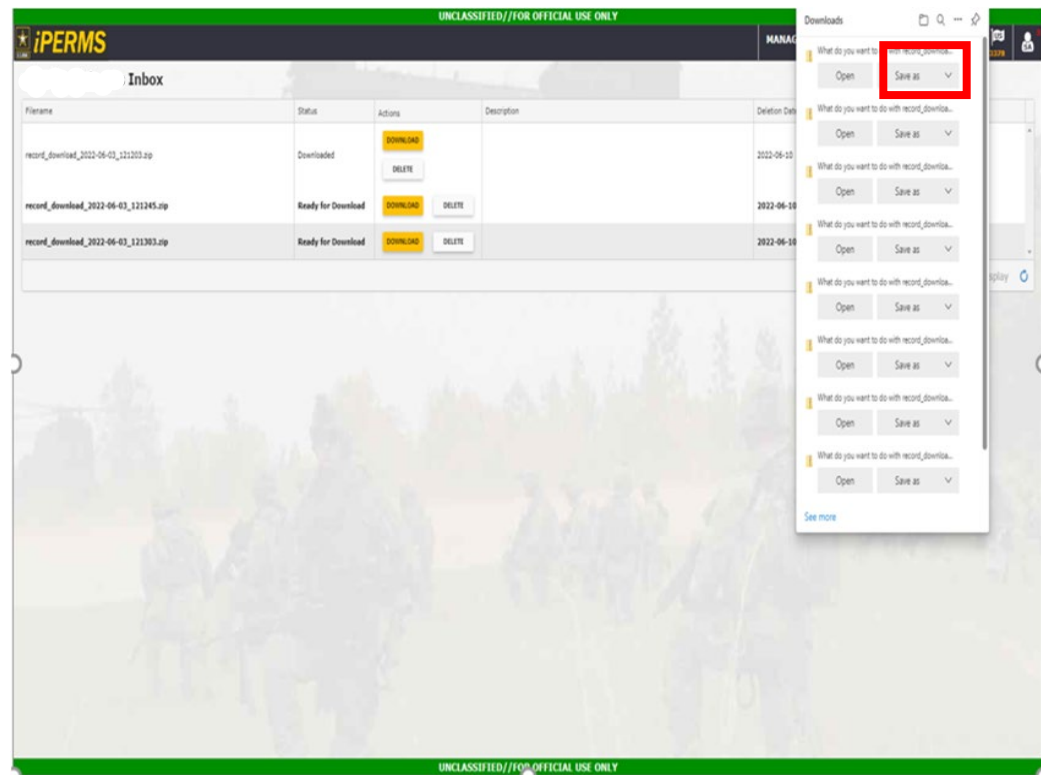 UNCLASSIFIED//FOR OFFICIAL USE ONLY
iPERMS
MANAG
Inbox
Filename Status Actions Description Deletion Date
record_download_2022-06-03_121203.zip Downloaded DOWNLOAD DELETE 2022-06-10
record_download_2022-06-03_121245.zip Ready for Download DOWNLOAD DELETE 2022-06-10
record_download_2022-06-03_121303.zip Ready for Download DOWNLOAD DELETE 2022-06-10
splay
Downloads
What do you want to do with record_downloa...
Open Save as
What do you want to do with record_downloa...
Open Save as
What do you want to do with record_downloa...
Open Save as
What do you want to do with record_downloa...
Open Save as
What do you want to do with record_downloa...
Open Save as
What do you want to do with record_downloa...
Open Save as
What do you want to do with record_downloa...
Open Save as
What do you want to do with record_downloa...
Open Save as
See more
UNCLASSIFIED//FOR OFFICIAL USE ONLY